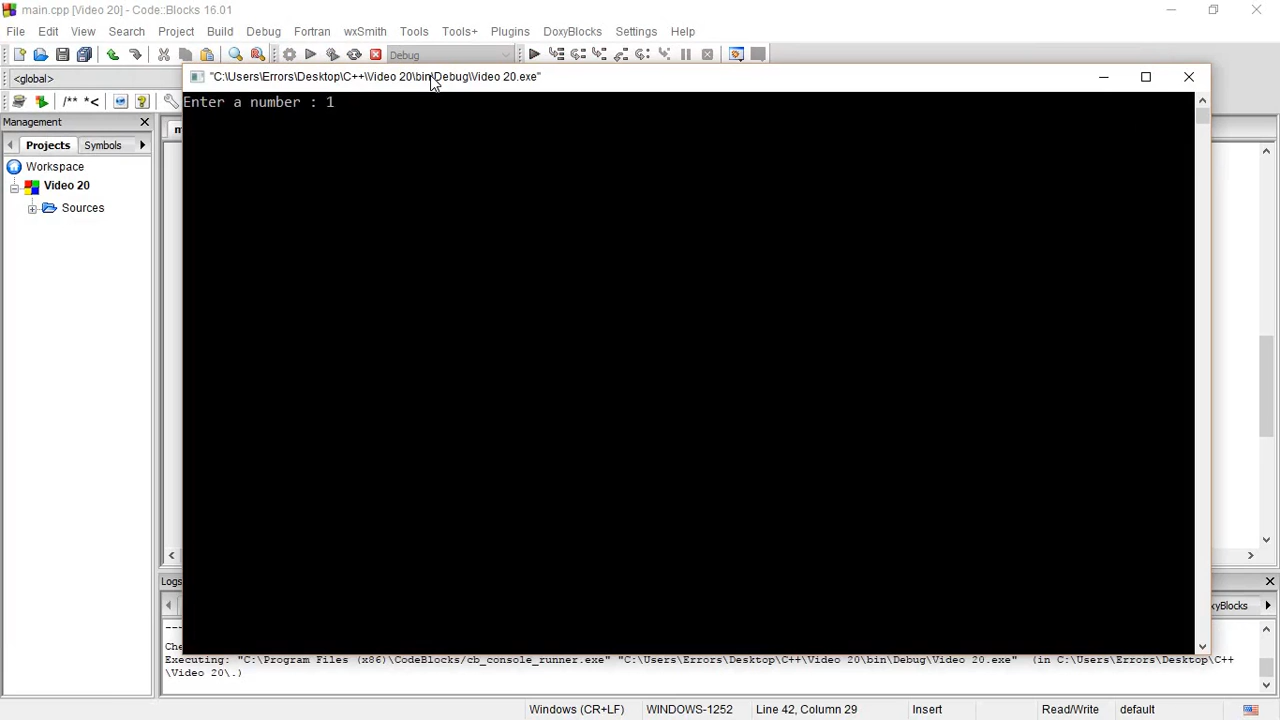 main.cpp [Video 20] - Code::Blocks 16.01
File Edit View Search Project Build Debug Fortran wxSmith Tools Tools+ Plugins DoxyBlocks Settings Help
Debug
<global>
"C:\Users\Errors\Desktop\C++\Video 20\bin\Debug\Video 20.exe"
/** *<
Enter a number : 1
Management
Projects Symbols
Workspace
Video 20
Sources
Logs
xyBlocks
Executing: "C:\Program Files (x86)\CodeBlocks/cb_console_runner.exe" "C:\Users\Errors\Desktop\C++\Video 20\bin\Debug\Video 20.exe"  (in C:\Users\Errors\Desktop\C++
\Video 20\.)
Windows (CR+LF) WINDOWS-1252 Line 42, Column 29 Insert Read/Write default